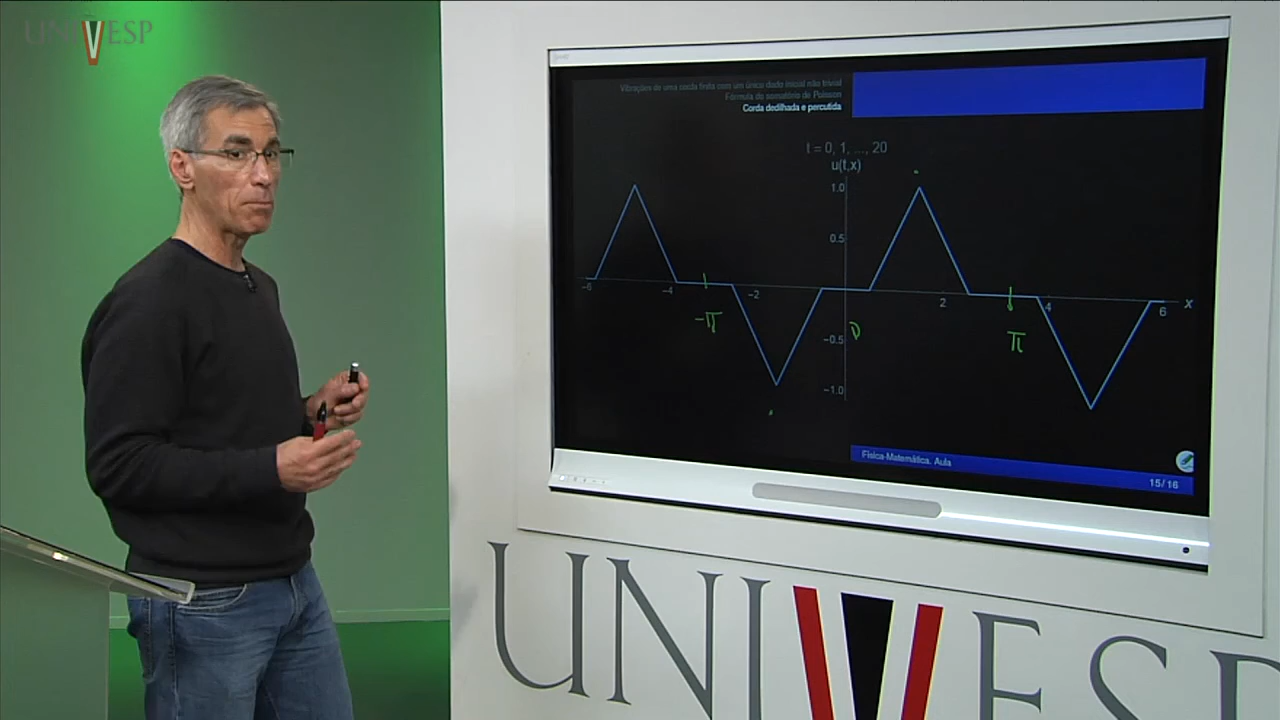 UNIVESP
Vibrações de uma corda finita com um único dado inicial não trivial
Fórmula do somatório de Poisson
Corda dedilhada e percutida
t = 0, 1, ..., 20
u(t,x)
1.0
0.5
-6 -4 -2 2 4 6 x
-π 0 π
-0.5
-1.0
Física-Matemática. Aula
15/16
UNIVESP